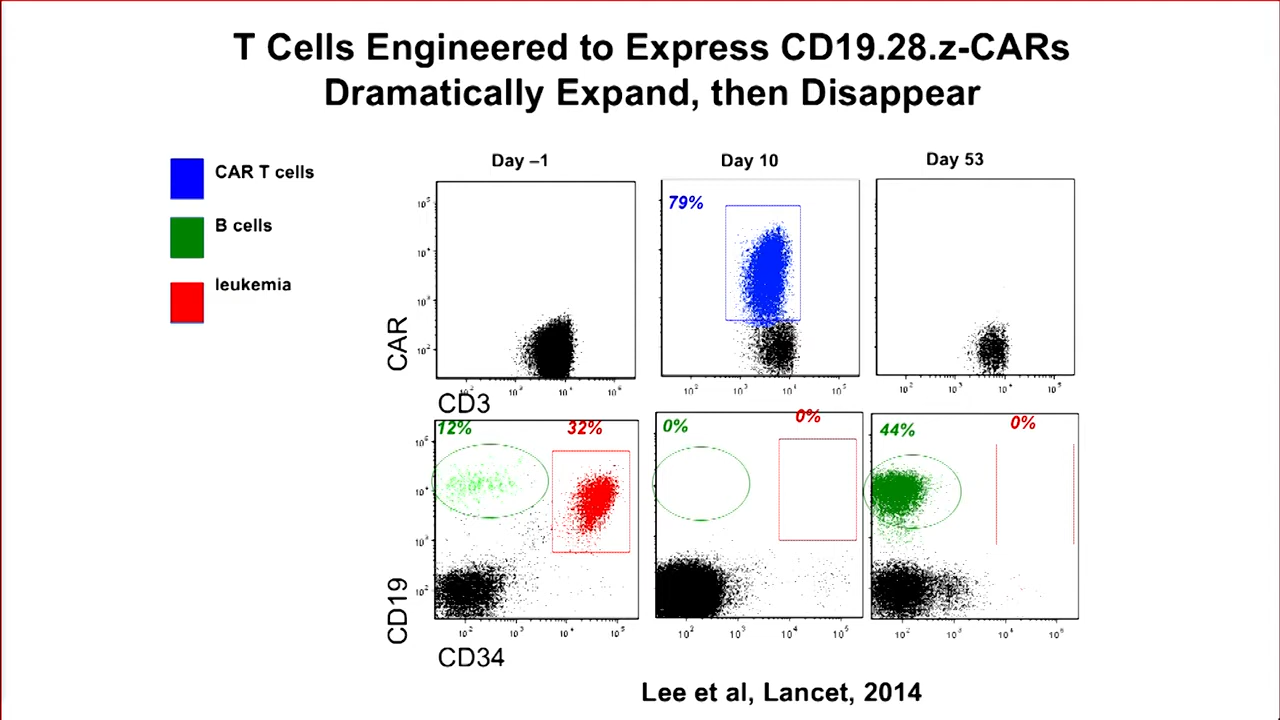 T Cells Engineered to Express CD19.28.z-CARs
Dramatically Expand, then Disappear
CAR T cells
B cells
leukemia
Day –1
Day 10
Day 53
79%
CAR
CD3
12%
32%
0%
0%
44%
0%
CD19
CD34
Lee et al, Lancet, 2014